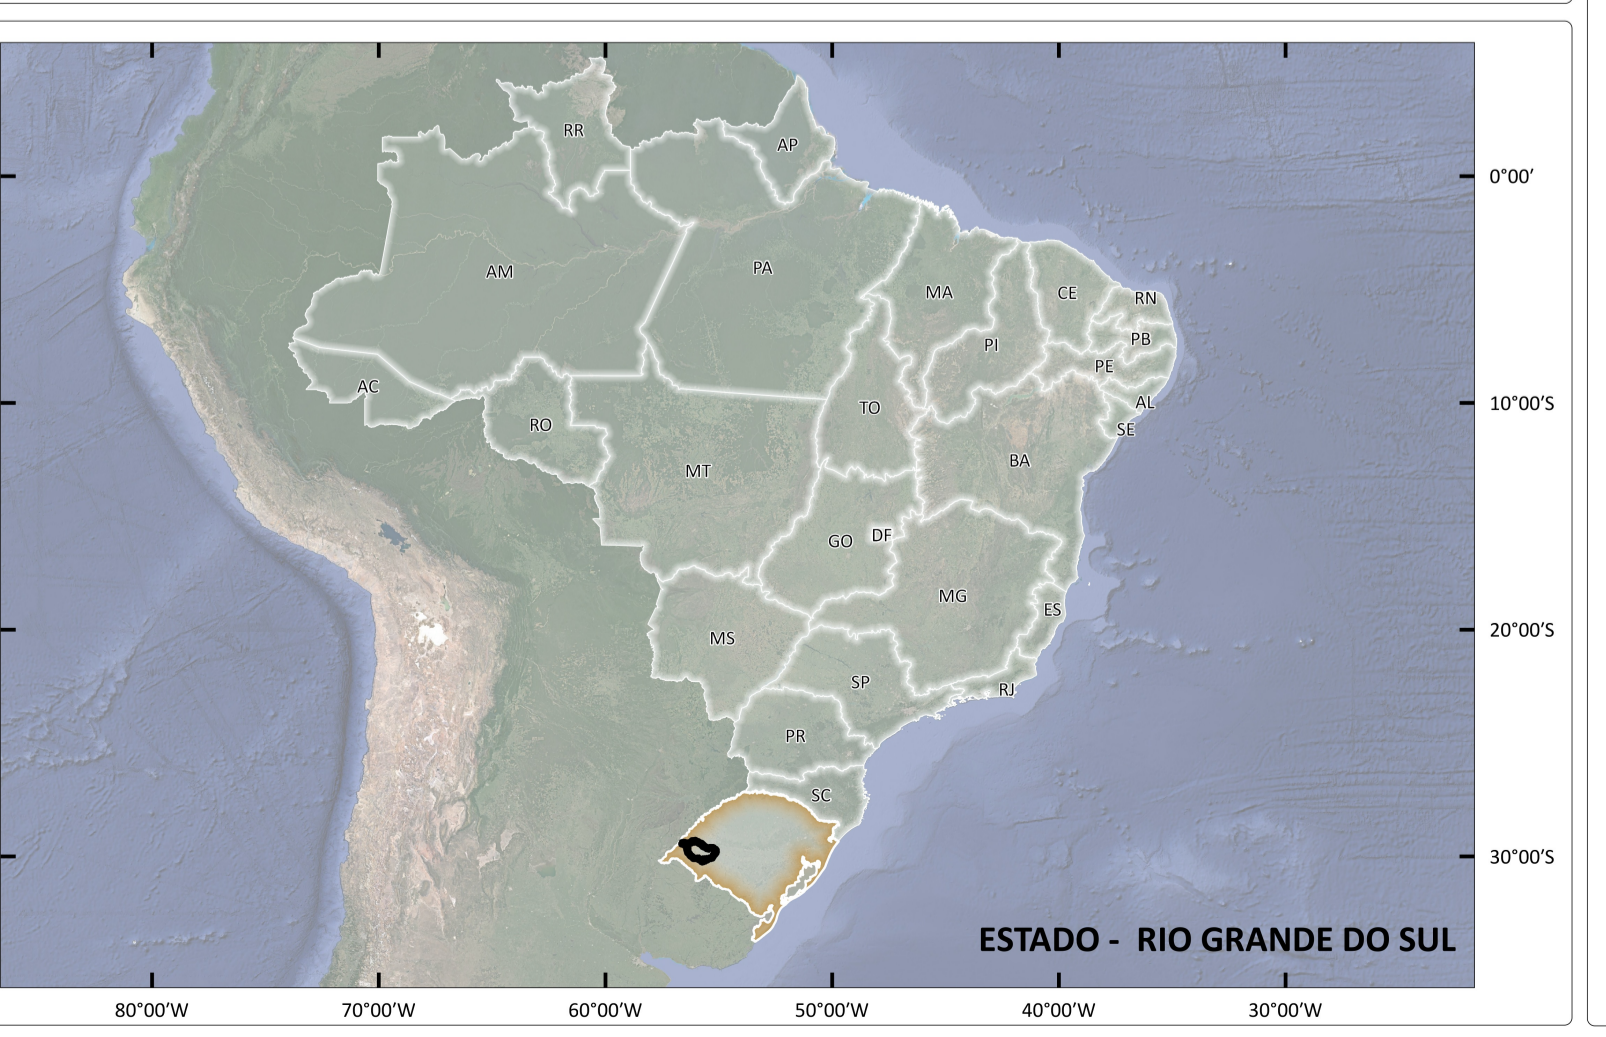 RR
AP
0°00′
AM
PA
MA
CE
RN
PB
PI
PE
AC
AL
10°00′S
TO
RO
SE
BA
MT
DF
GO
MG
ES
20°00′S
MS
SP
RJ
PR
SC
30°00′S
ESTADO - RIO GRANDE DO SUL
80°00′W 70°00′W 60°00′W 50°00′W 40°00′W 30°00′W